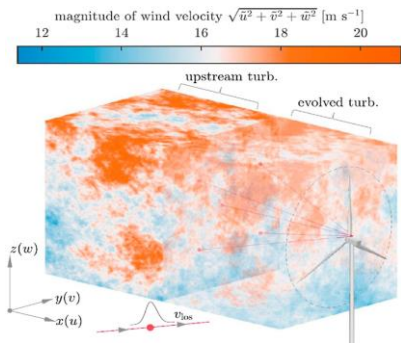 magnitude of wind velocity √ũ² + ṽ² + w̃² [m s⁻¹]
12 14 16 18 20
upstream turb.
evolved turb.
z(w)
y(v)
x(u)
v_los